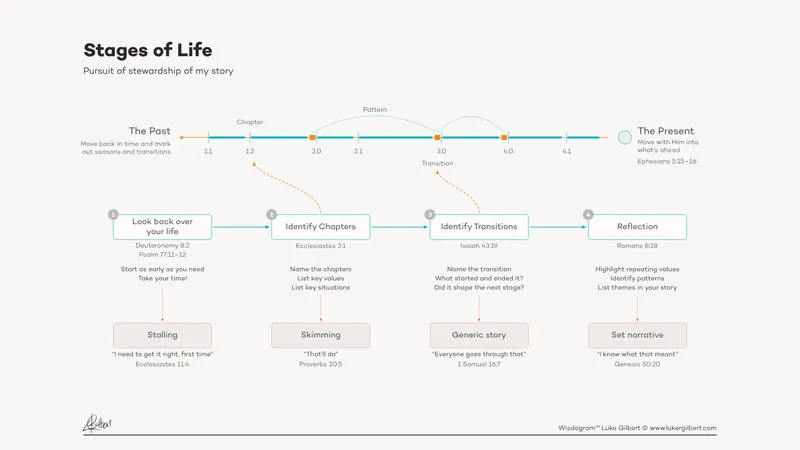 Stages of Life
Pursuit of stewardship of my story
Pattern
Chapter
The Past
Move back in time and mark
out seasons and transitions
1.1
1.2
2.0
2.1
3.0
4.0
4.1
Transition
The Present
Move with Him into
what's ahead
Ephesians 5:15–16
1
Look back over
your life
Deuteronomy 8:2
Psalm 77:11–12
Start as early as you need
Take your time!
Stalling
"I need to get it right, first time"
Ecclesiastes 11:4
2
Identify Chapters
Ecclesiastes 3:1
Name the chapters
List key values
List key situations
Skimming
"That'll do"
Proverbs 20:5
3
Identify Transitions
Isaiah 43:19
Name the transition
What started and ended it?
Did it shape the next stage?
Generic story
"Everyone goes through that"
1 Samuel 16:7
4
Reflection
Romans 8:28
Highlight repeating values
Identify patterns
List themes in your story
Set narrative
"I know what that meant"
Genesis 50:20
Wisdogram™ Luke Gilbert © www.lukergilbert.com